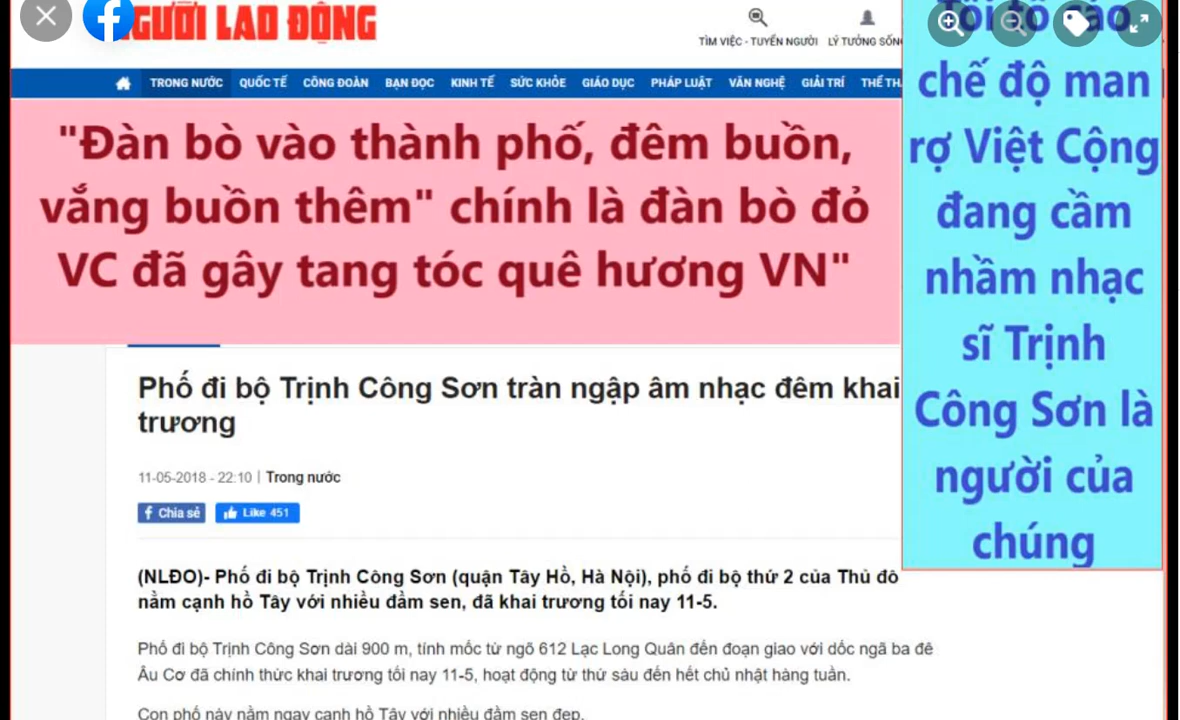 NGƯỜI LAO ĐỘNG
TÌM VIỆC - TUYỂN NGƯỜI LÝ TƯỞNG SỐNG
TRONG NƯỚC QUỐC TẾ CÔNG ĐOÀN BẠN ĐỌC KINH TẾ SỨC KHỎE GIÁO DỤC PHÁP LUẬT VĂN NGHỆ GIẢI TRÍ THỂ TH
"Đàn bò vào thành phố, đêm buồn,
vắng buồn thêm" chính là đàn bò đỏ
VC đã gây tang tóc quê hương VN"
Tôi tố cáo
chế độ man
rợ Việt Cộng
đang cầm
nhầm nhạc
sĩ Trịnh
Công Sơn là
người của
chúng
Phố đi bộ Trịnh Công Sơn tràn ngập âm nhạc đêm khai
trương
11-05-2018 - 22:10 | Trong nước
Chia sẻ Like 451
(NLĐO)- Phố đi bộ Trịnh Công Sơn (quận Tây Hồ, Hà Nội), phố đi bộ thứ 2 của Thủ đô
nằm cạnh hồ Tây với nhiều đầm sen, đã khai trương tối nay 11-5.
Phố đi bộ Trịnh Công Sơn dài 900 m, tính mốc từ ngõ 612 Lạc Long Quân đến đoạn giao với dốc ngã ba đê
Âu Cơ đã chính thức khai trương tối nay 11-5, hoạt động từ thứ sáu đến hết chủ nhật hàng tuần.
Con phố này nằm ngay cạnh hồ Tây với nhiều đầm sen đẹp.